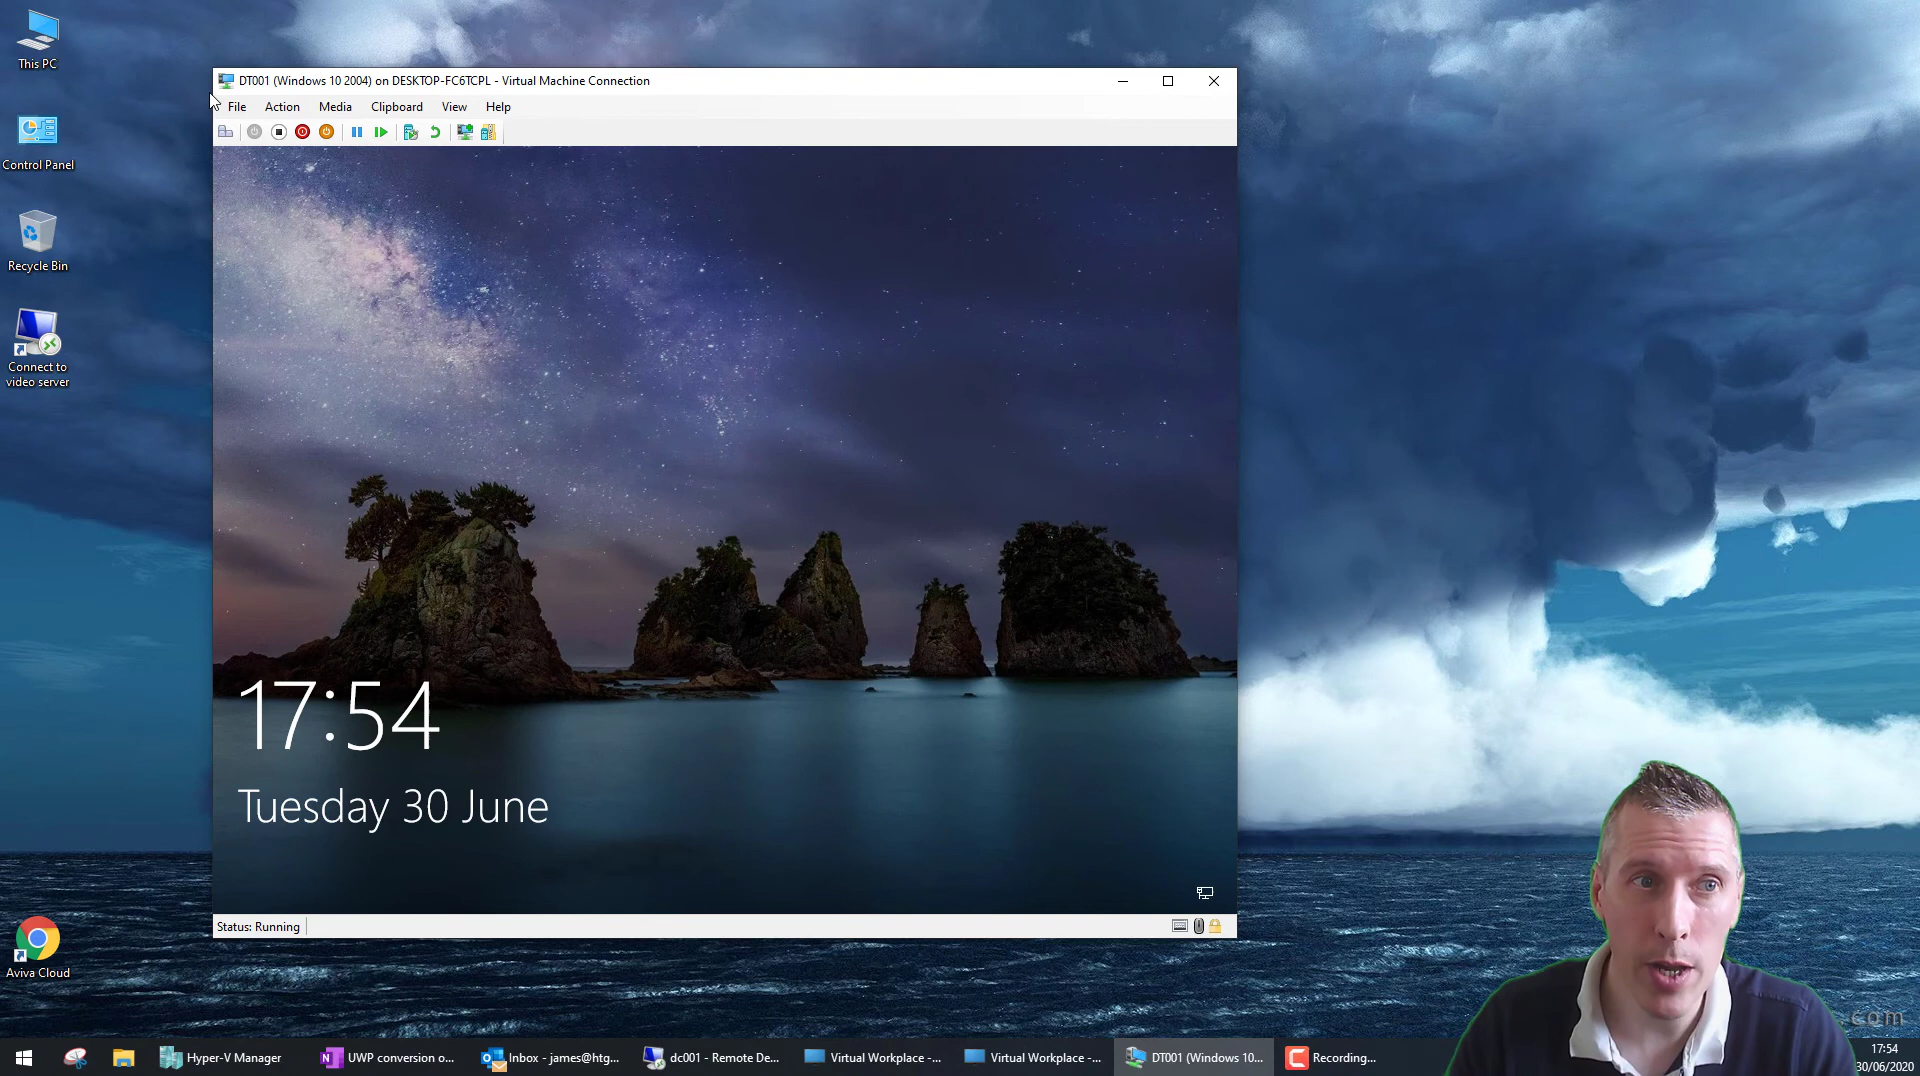 This PC
Control Panel
Recycle Bin
Connect to
video server
Aviva Cloud
DT001 (Windows 10 2004) on DESKTOP-FC6TCPL - Virtual Machine Connection
File Action Media Clipboard View Help
17:54
Tuesday 30 June
Status: Running
.com
Hyper-V Manager
UWP conversion o...
Inbox - james@htg...
dc001 - Remote De...
Virtual Workplace -...
Virtual Workplace -...
DT001 (Windows 10...
Recording...
17:54
30/06/2020